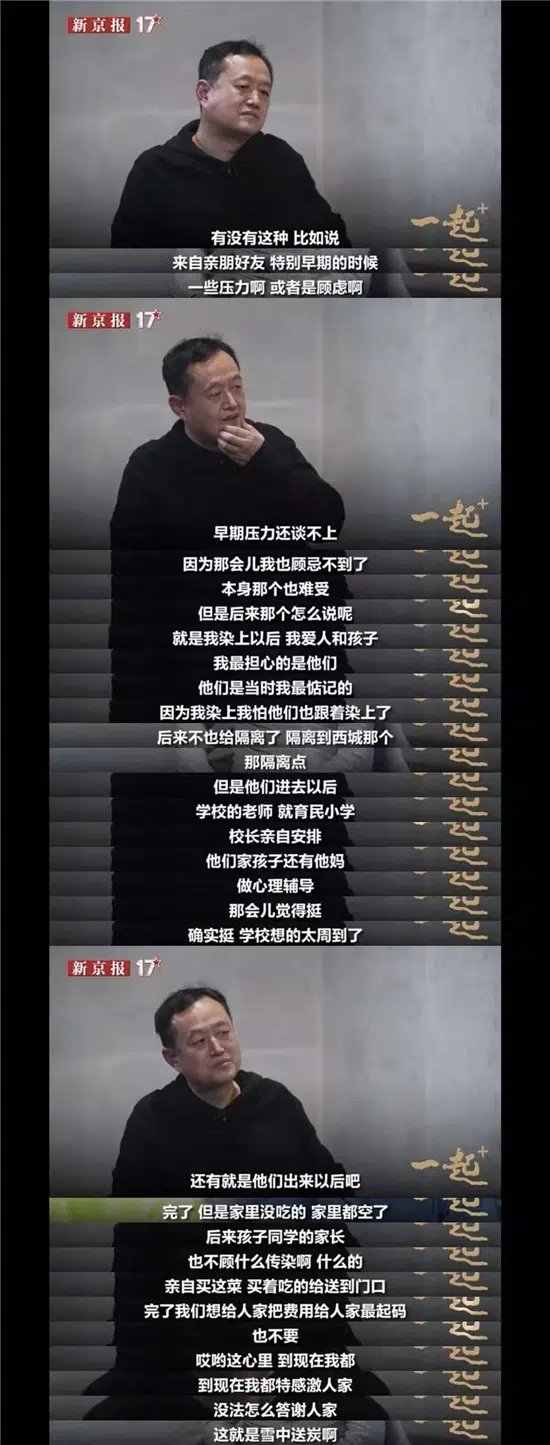 新京报 17
一起+
有没有这种 比如说
来自亲朋好友 特别早期的时候
一些压力啊 或者是顾虑啊
新京报 17
一起+
早期压力还谈不上
因为那会儿我也顾忌不到了
本身那个也难受
但是后来那个怎么说呢
就是我染上以后 我爱人和孩子
我最担心的是他们
他们是当时我最惦记的
因为我染上我怕他们也跟着染上了
后来不也给隔离了 隔离到西城那个
那隔离点
但是他们进去以后
学校的老师 就育民小学
校长亲自安排
他们家孩子还有他妈
做心理辅导
那会儿觉得挺
确实挺 学校想的太周到了
新京报 17
一起+
还有就是他们出来以后吧
完了 但是家里没吃的 家里都空了
后来孩子同学的家长
也不顾什么传染啊 什么的
亲自买这菜 买着吃的给送到门口
完了我们想给人家把费用给人家最起码
也不要
哎哟这心里 到现在我都
到现在我都特感激人家
没法怎么答谢人家
这就是雪中送炭啊